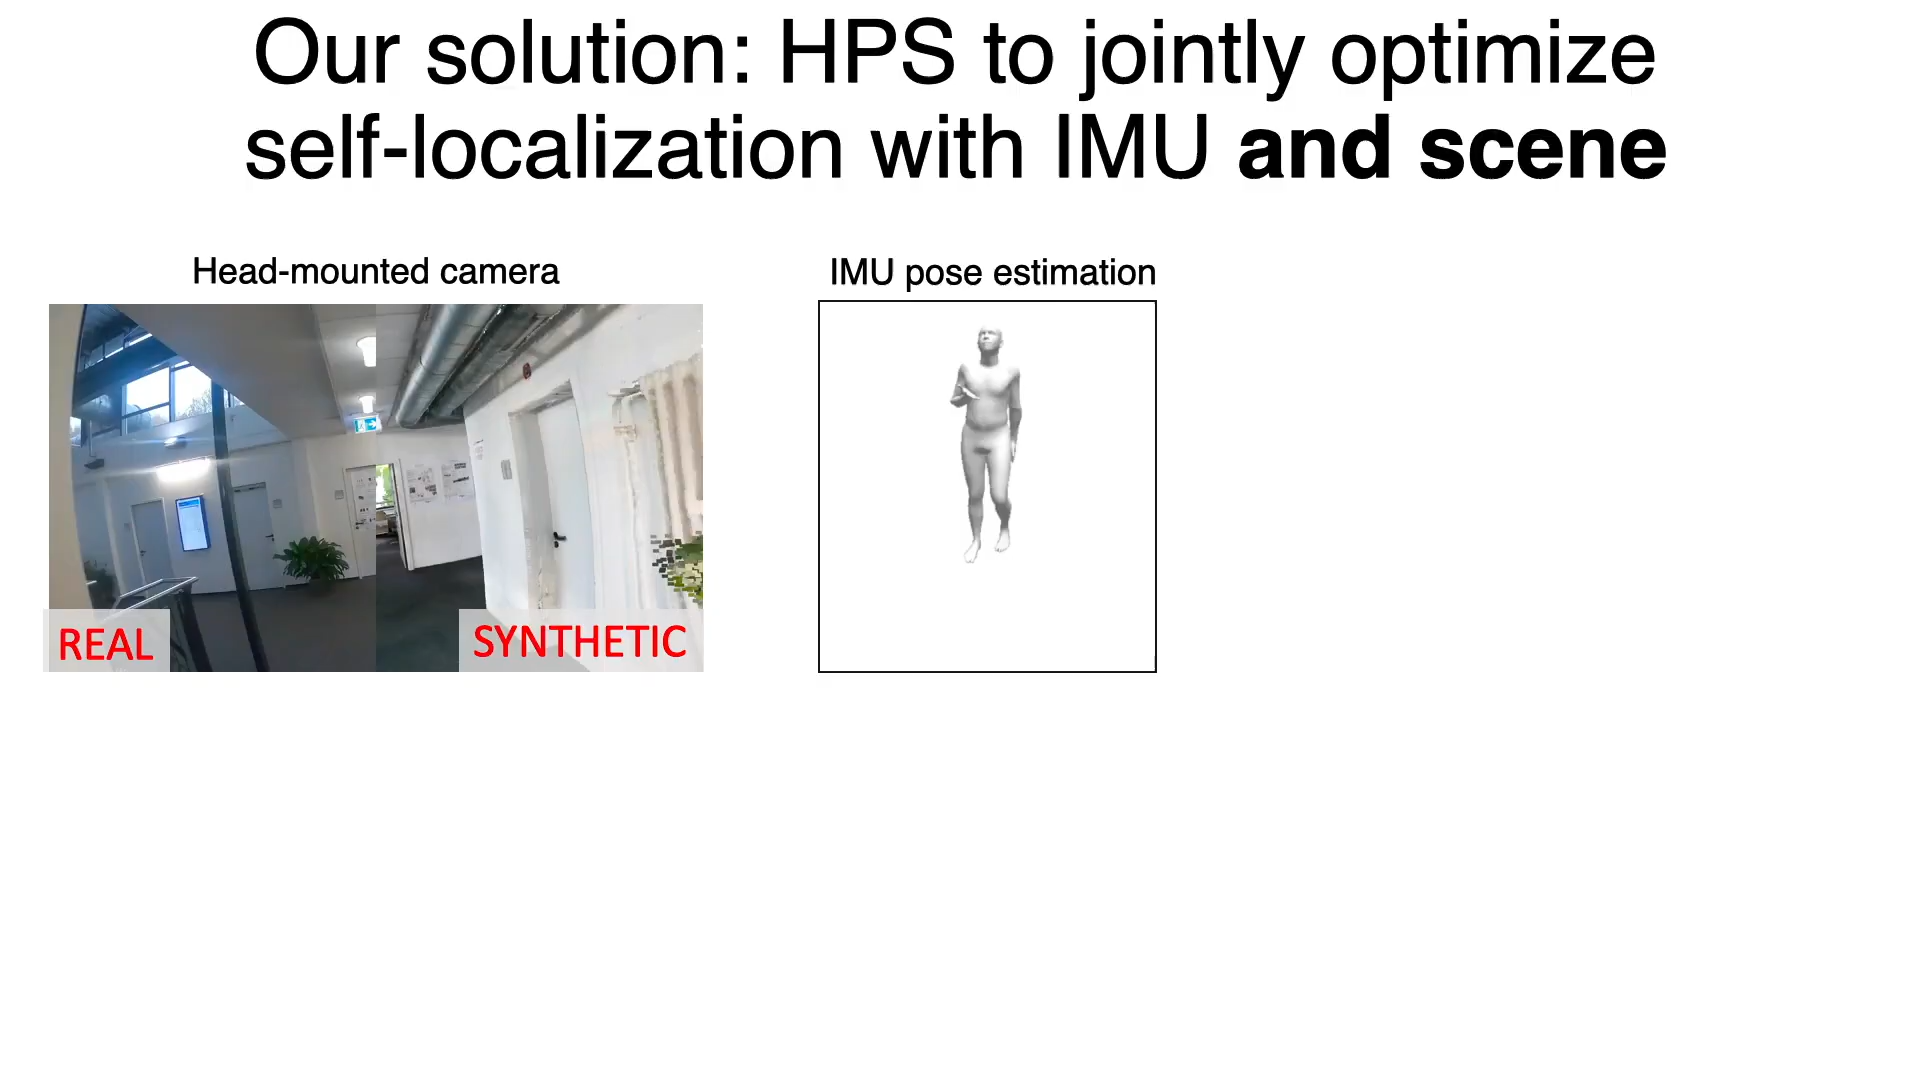 Our solution: HPS to jointly optimize
self-localization with IMU and scene
Head-mounted camera
IMU pose estimation
REAL
SYNTHETIC